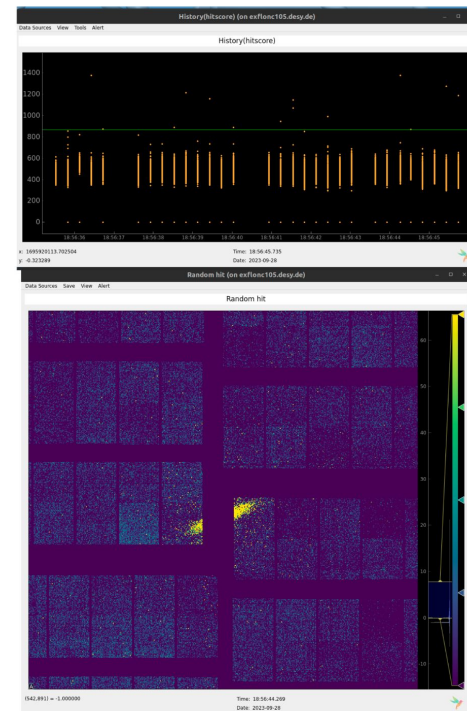 History(hitscore) (on exflonc105.desy.de)
Data Sources View Tools Alert
History(hitscore)
1400
1200
1000
800
600
400
200
0
18:56:36 18:56:37 18:56:38 18:56:39 18:56:40 18:56:41 18:56:42 18:56:43 18:56:44 18:56:45
x: 1695920113.702504 Time: 18:56:45.735
y: -0.323289 Date: 2023-09-28
Random hit (on exflonc105.desy.de)
Data Sources Save View Alert
Random hit
60
50
40
30
20
10
0
-10
(542,891) = -1.000000 Time: 18:56:44.269
Date: 2023-09-28